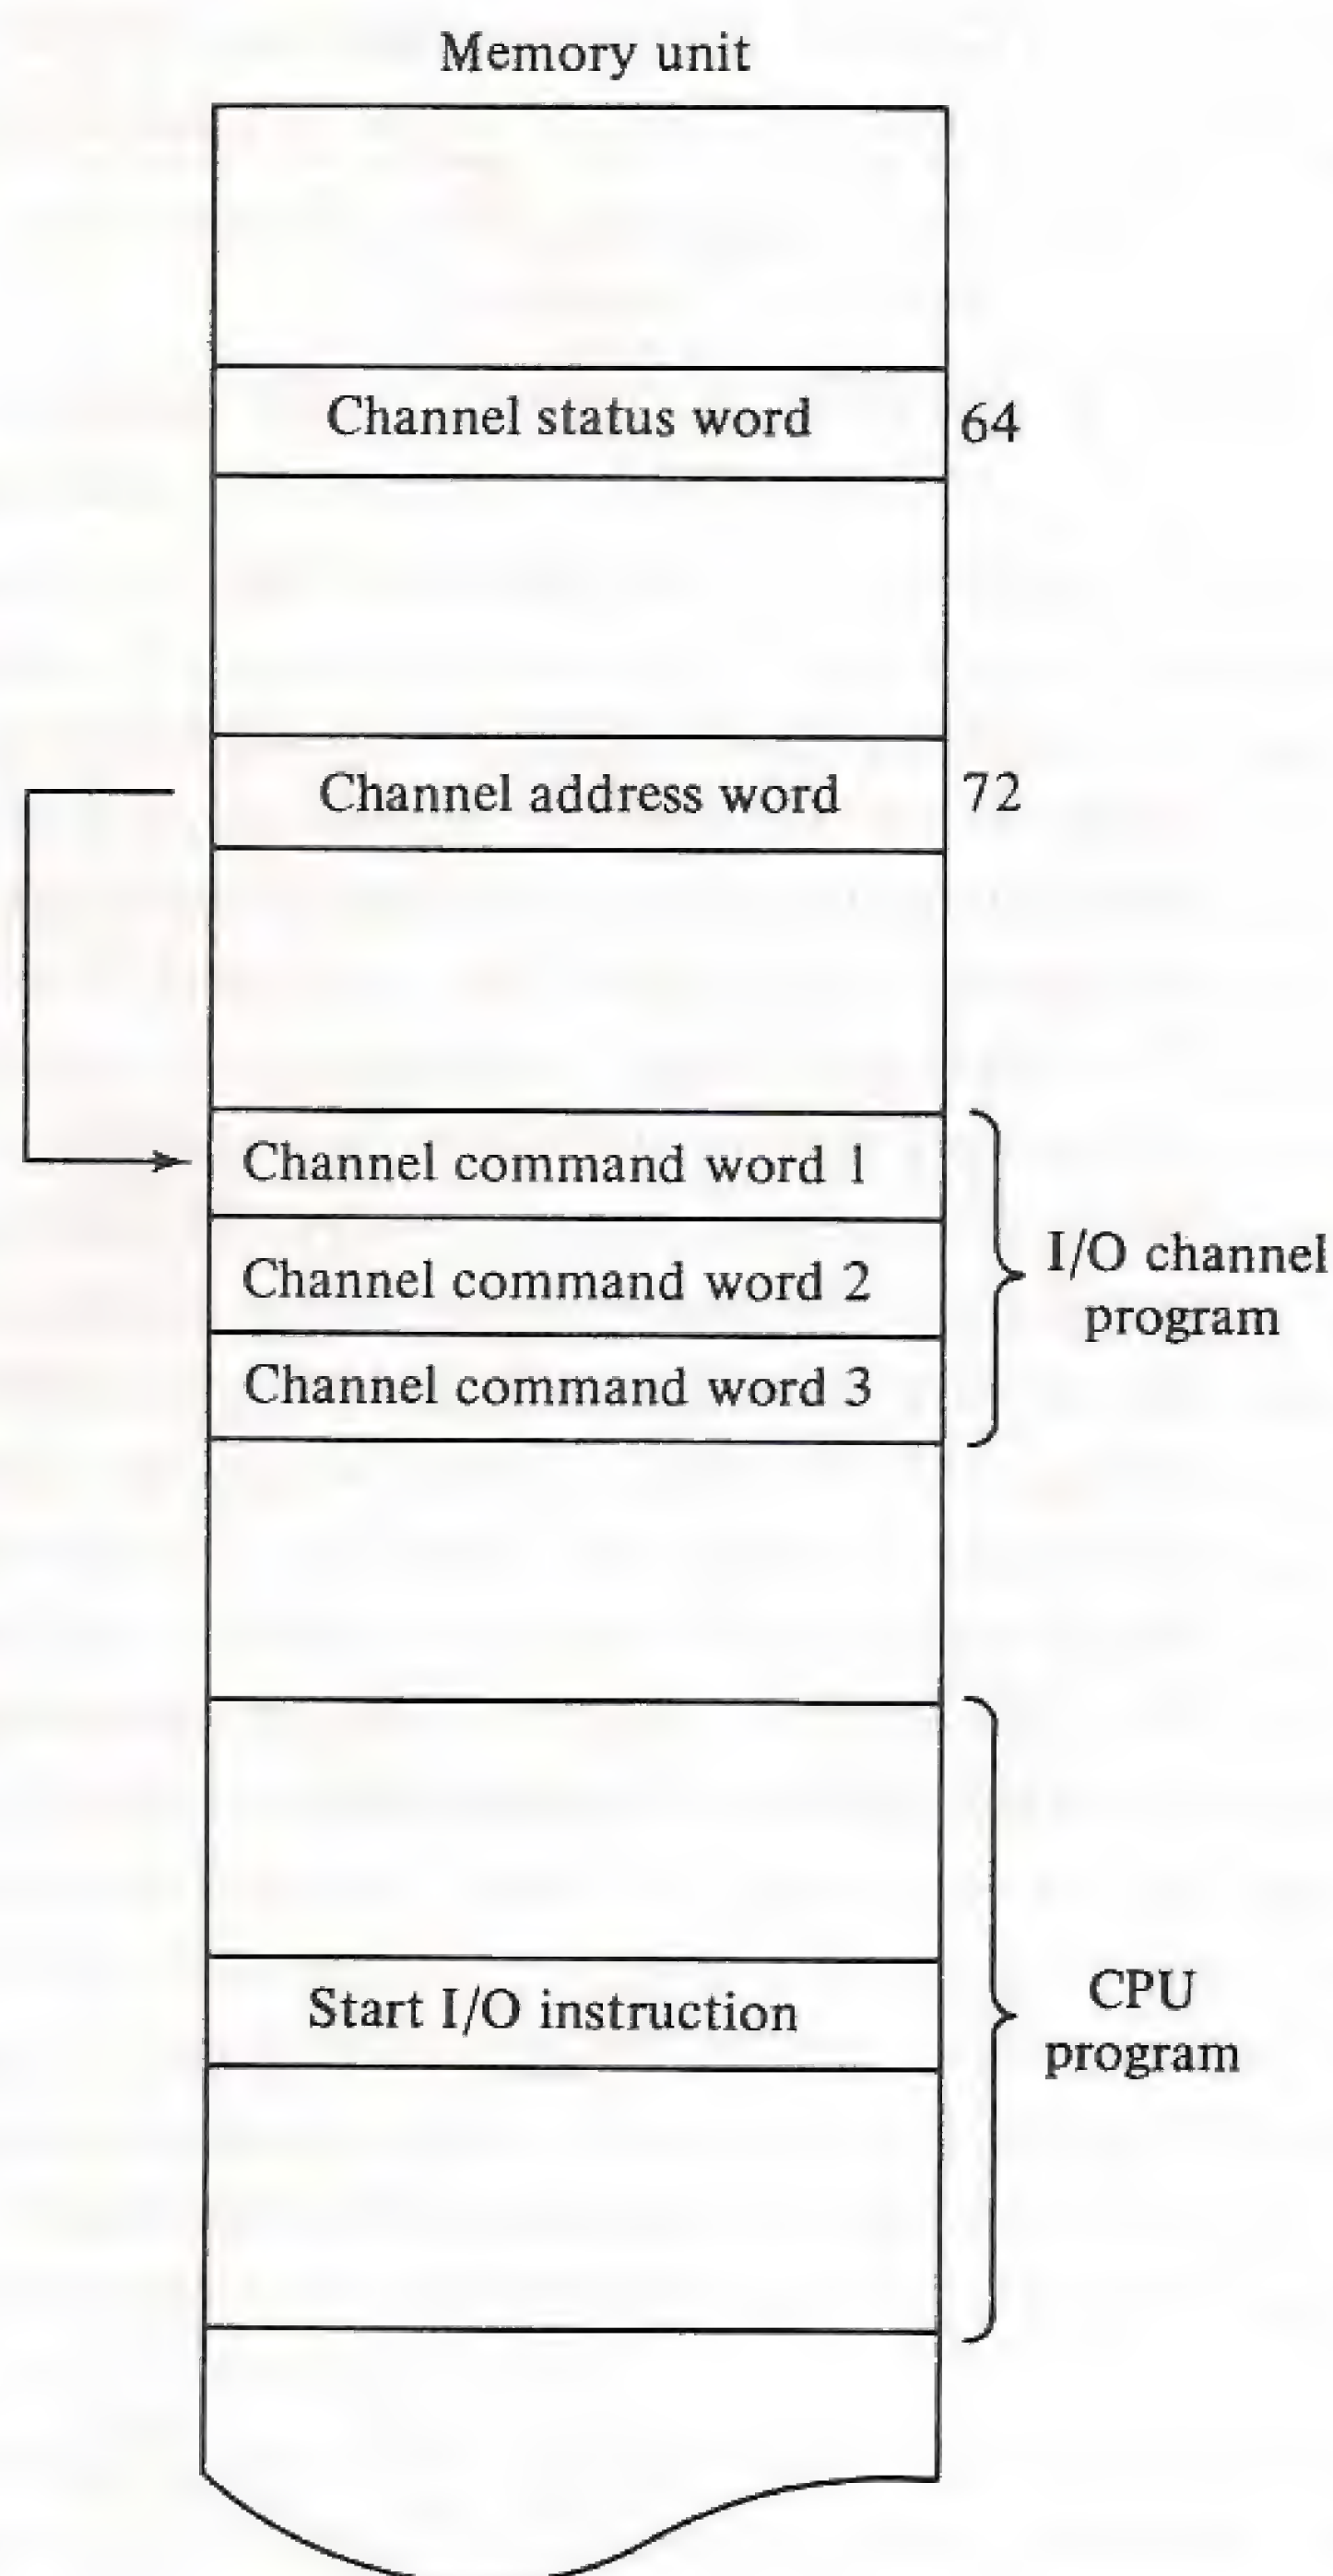 Memory unit
Channel status word
64
Channel address word
72
Channel command word 1
Channel command word 2
Channel command word 3
I/O channel
program
Start I/O instruction
CPU
program